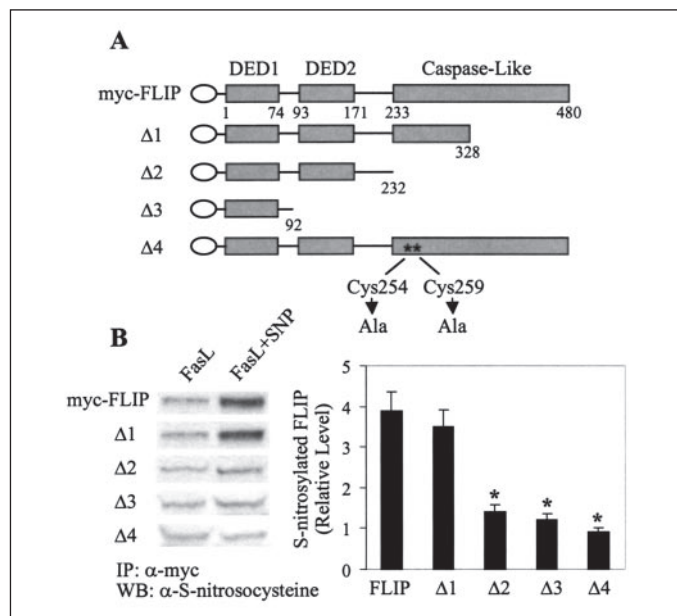 A
DED1 DED2 Caspase-Like
myc-FLIP
1 74 93 171 233 480
Δ1
328
Δ2
232
Δ3
92
Δ4
**
Cys254 Cys259
Ala Ala
B
FasL FasL+SNP
myc-FLIP
Δ1
Δ2
Δ3
Δ4
IP: α-myc
WB: α-S-nitrosocysteine
S-nitrosylated FLIP
(Relative Level)
5
4
3
2
1
0
* * *
FLIP Δ1 Δ2 Δ3 Δ4